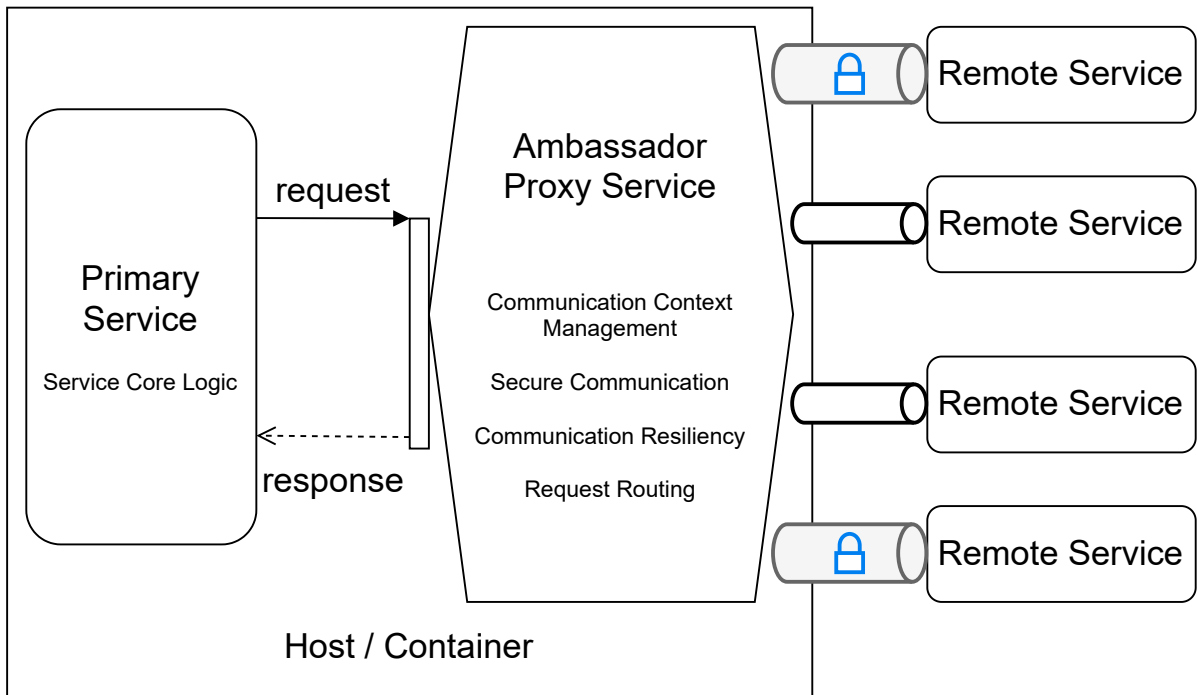 Primary
Service
Service Core Logic
request
response
Ambassador
Proxy Service
Communication Context
Management
Secure Communication
Communication Resiliency
Request Routing
Host / Container
Remote Service
Remote Service
Remote Service
Remote Service